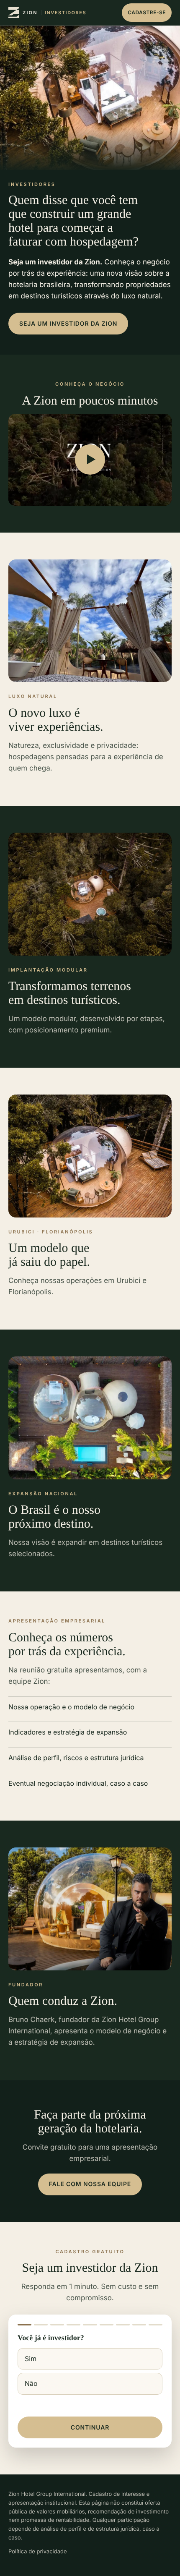 ZION INVESTIDORES
CADASTRE-SE
INVESTIDORES
Quem disse que você tem
que construir um grande
hotel para começar a
faturar com hospedagem?
Seja um investidor da Zion. Conheça o negócio
por trás da experiência: uma nova visão sobre a
hotelaria brasileira, transformando propriedades
em destinos turísticos através do luxo natural.
SEJA UM INVESTIDOR DA ZION
CONHEÇA O NEGÓCIO
A Zion em poucos minutos
ZION
LUXO NATURAL
O novo luxo é
viver experiências.
Natureza, exclusividade e privacidade:
hospedagens pensadas para a experiência de
quem chega.
IMPLANTAÇÃO MODULAR
Transformamos terrenos
em destinos turísticos.
Um modelo modular, desenvolvido por etapas,
com posicionamento premium.
URUBICI · FLORIANÓPOLIS
Um modelo que
já saiu do papel.
Conheça nossas operações em Urubici e
Florianópolis.
EXPANSÃO NACIONAL
O Brasil é o nosso
próximo destino.
Nossa visão é expandir em destinos turísticos
selecionados.
APRESENTAÇÃO EMPRESARIAL
Conheça os números
por trás da experiência.
Na reunião gratuita apresentamos, com a
equipe Zion:
Nossa operação e o modelo de negócio
Indicadores e estratégia de expansão
Análise de perfil, riscos e estrutura jurídica
Eventual negociação individual, caso a caso
FUNDADOR
Quem conduz a Zion.
Bruno Chaerk, fundador da Zion Hotel Group
International, apresenta o modelo de negócio e
a estratégia de expansão.
Faça parte da próxima
geração da hotelaria.
Convite gratuito para uma apresentação
empresarial.
FALE COM NOSSA EQUIPE
CADASTRO GRATUITO
Seja um investidor da Zion
Responda em 1 minuto. Sem custo e sem
compromisso.
Você já é investidor?
Sim
Não
CONTINUAR
Zion Hotel Group International. Cadastro de interesse e
apresentação institucional. Esta página não constitui oferta
pública de valores mobiliários, recomendação de investimento
nem promessa de rentabilidade. Qualquer participação
depende de análise de perfil e de estrutura jurídica, caso a
caso.
Política de privacidade